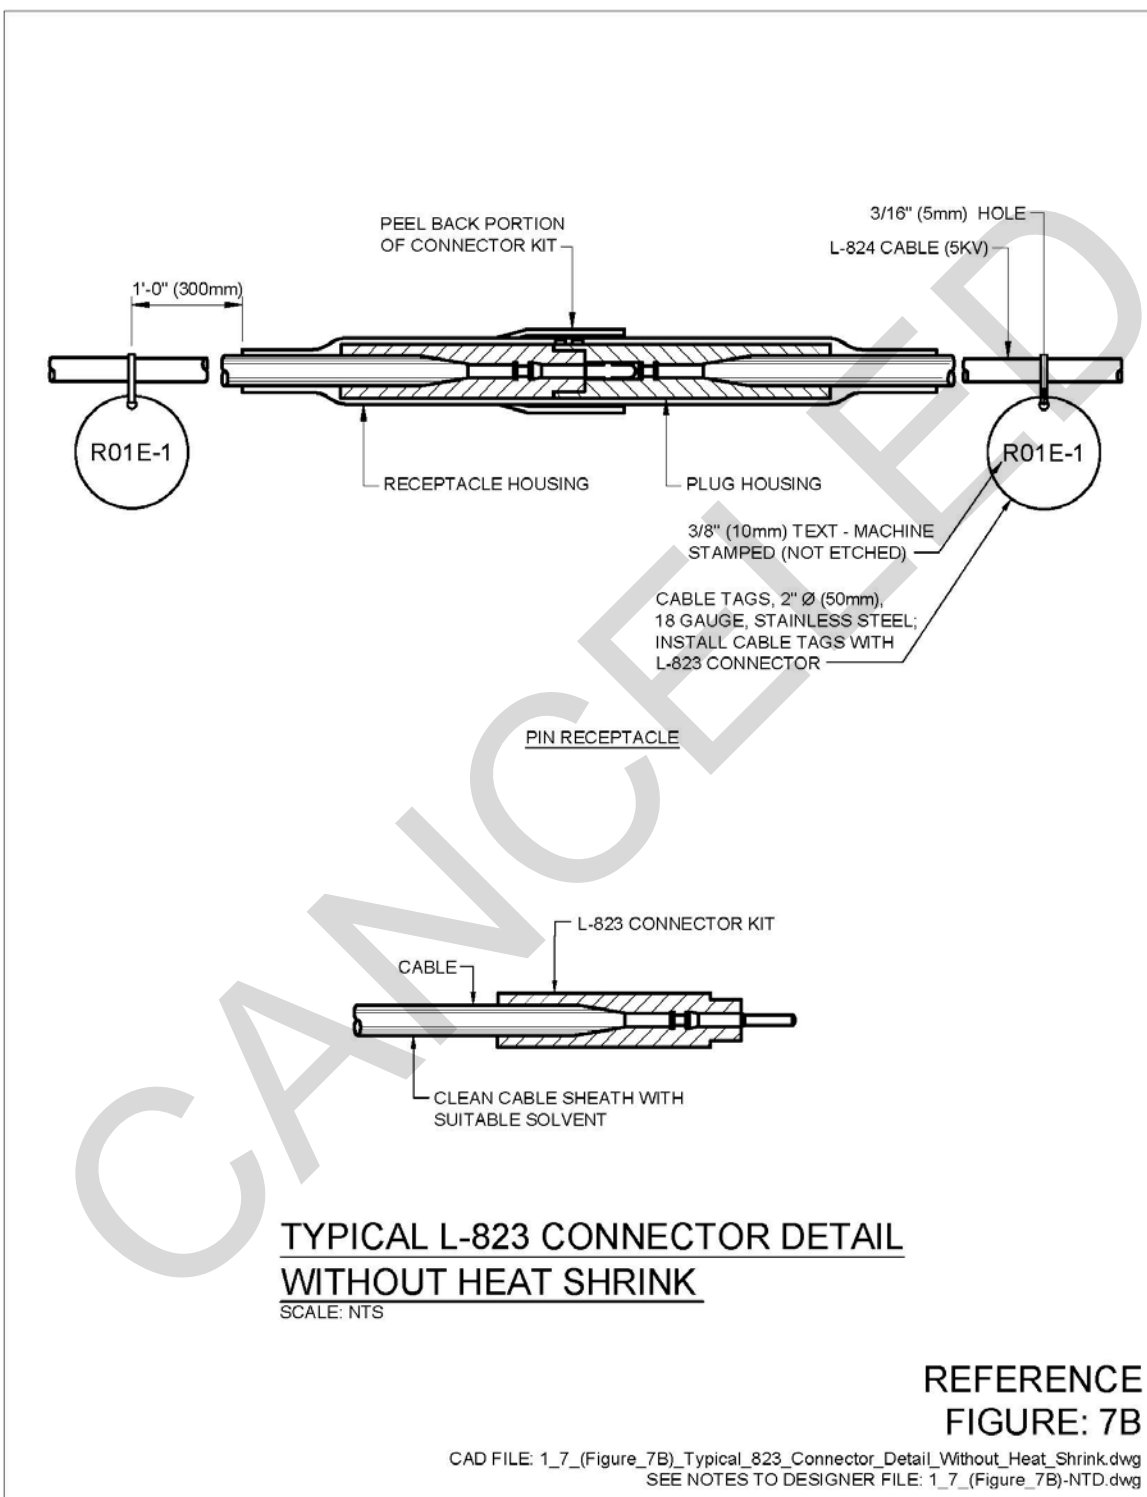 PEEL BACK PORTION
OF CONNECTOR KIT
3/16" (5mm) HOLE
L-824 CABLE (5KV)
1'-0" (300mm)
R01E-1
R01E-1
RECEPTACLE HOUSING
PLUG HOUSING
3/8" (10mm) TEXT - MACHINE
STAMPED (NOT ETCHED)
CABLE TAGS, 2" Ø (50mm),
18 GAUGE, STAINLESS STEEL;
INSTALL CABLE TAGS WITH
L-823 CONNECTOR
PIN RECEPTACLE
L-823 CONNECTOR KIT
CABLE
CLEAN CABLE SHEATH WITH
SUITABLE SOLVENT
CANCELED
TYPICAL L-823 CONNECTOR DETAIL
WITHOUT HEAT SHRINK
SCALE: NTS
REFERENCE
FIGURE: 7B
CAD FILE: 1_7_(Figure_7B)_Typical_823_Connector_Detail_Without_Heat_Shrink.dwg
SEE NOTES TO DESIGNER FILE: 1_7_(Figure_7B)-NTD.dwg